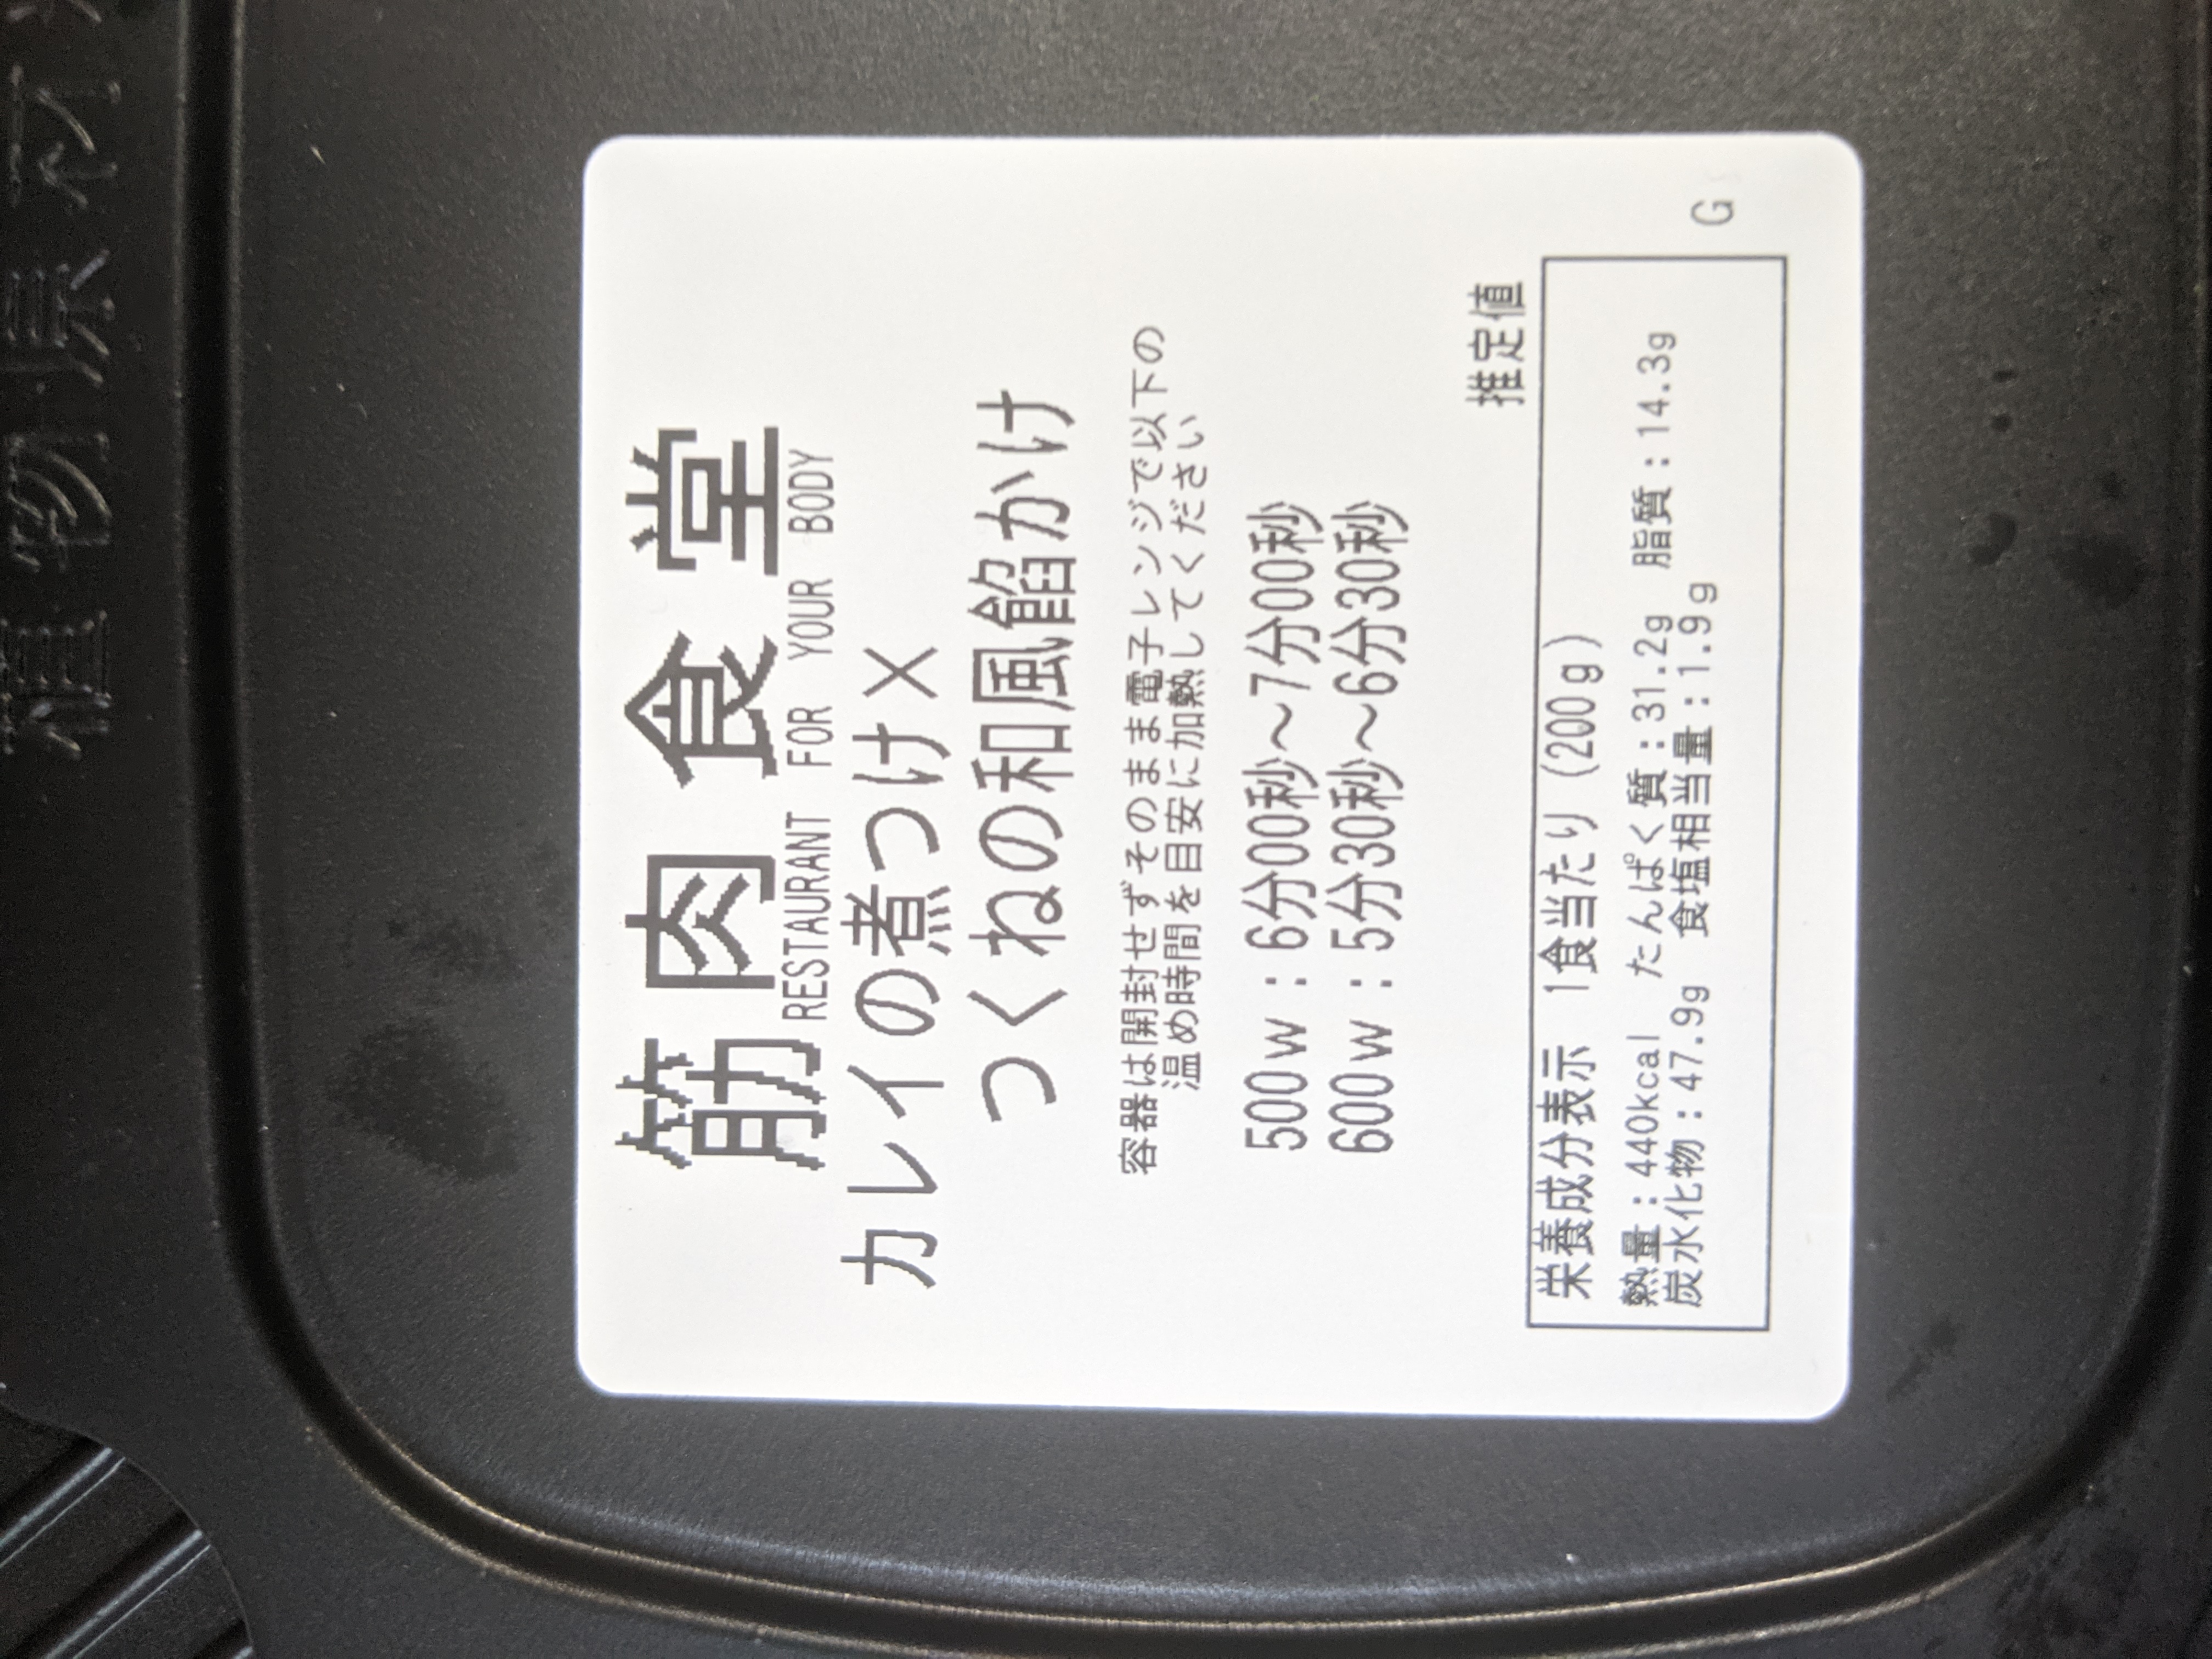 筋肉食堂
RESTAURANT FOR YOUR BODY
カレイの煮つけ×
つくねの和風餡かけ
容器は開封せずそのまま電子レンジで以下の
温め時間を目安に加熱してください
500w：6分00秒～7分00秒
600w：5分30秒～6分30秒
推定値
栄養成分表示 1食当たり(200g)
熱量：440kcal たんぱく質：31.2g 脂質：14.3g
炭水化物：47.9g 食塩相当量：1.9g
G